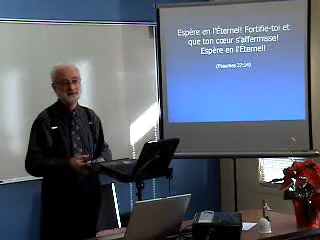 Espère en l'Éternel! Fortifie-toi et
que ton cœur s'affermisse!
Espère en l'Éternel!
(Psaumes 27:14)